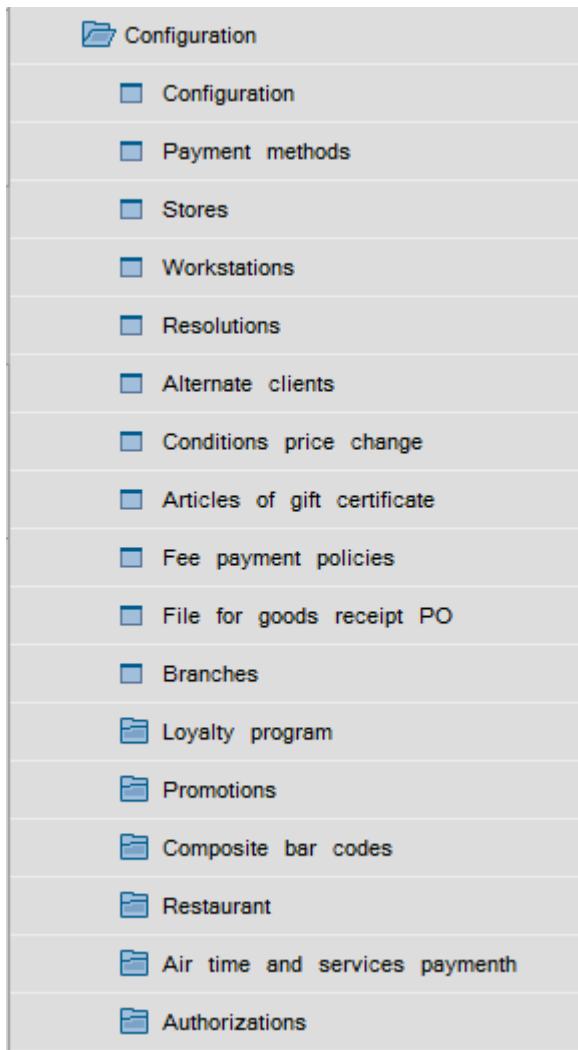 Configuration
Configuration
Payment methods
Stores
Workstations
Resolutions
Alternate clients
Conditions price change
Articles of gift certificate
Fee payment policies
File for goods receipt PO
Branches
Loyalty program
Promotions
Composite bar codes
Restaurant
Air time and services paymenth
Authorizations